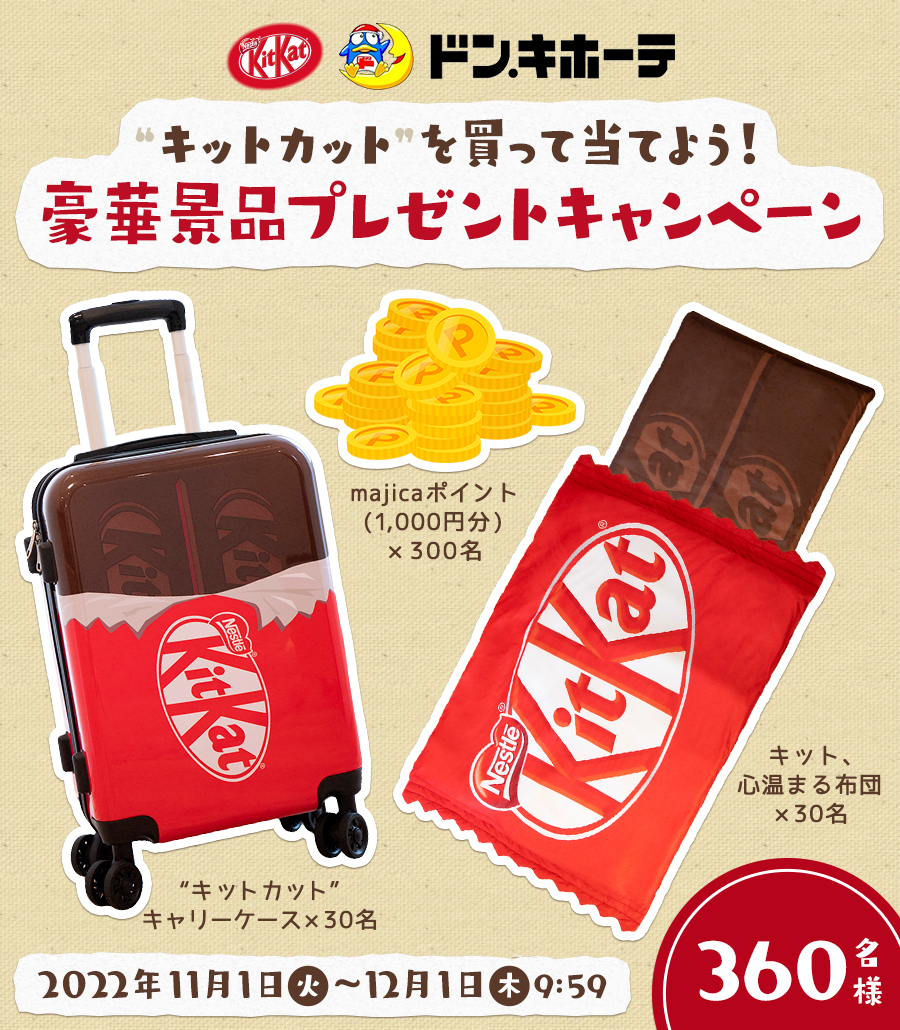 Nestlé KitKat ドン.キホーテ
“キットカット”を買って当てよう!
豪華景品プレゼントキャンペーン
majicaポイント
(1,000円分)
×300名
KitKat
KitKat
Nestlé
KitKat®
Kat
Kat
Nestlé®
KitKat®
キット、
心温まる布団
×30名
“キットカット”
キャリーケース×30名
2022年11月1日火~12月1日木9:59
360名様